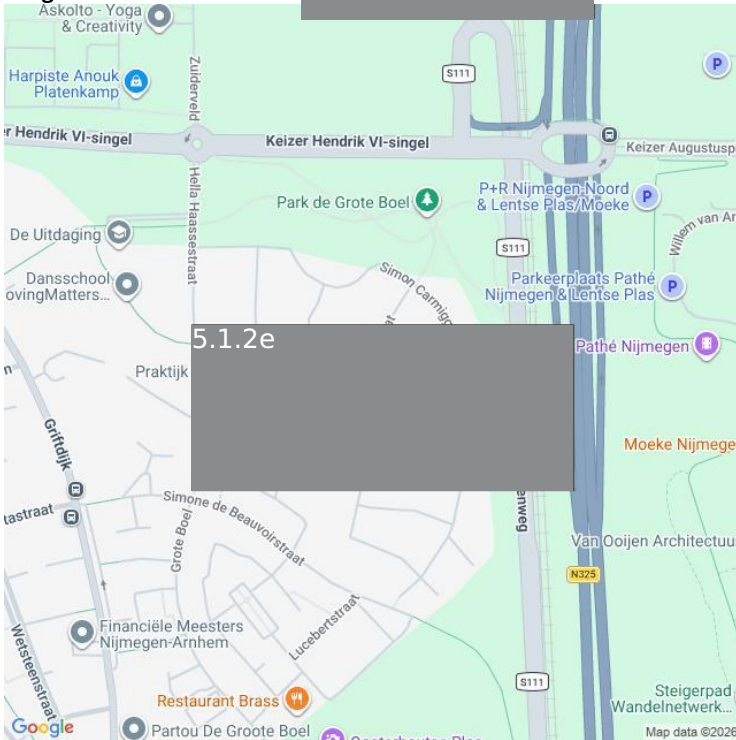 Askolto - Yoga
& Creativity
Zuiderveld
S111
P
Harpiste Anouk
Platenkamp
Hendrik VI-singel
Keizer Hendrik VI-singel
Keizer Augustusp
P+R Nijmegen-Noord
& Lentse Plas/Moeke
P
Park de Grote Boel
Hella Haassestraat
De Uitdaging
Willem van Ar
S111
Simon Carmigg
Dansschool
ovingMatters...
Parkeerplaats Pathé
Nijmegen & Lentse Plas
P
5.1.2e
Pathé Nijmegen
Praktijk
Griftdijk
Moeke Nijmege
Simone de Beauvoirstraat
enweg
tastraat
Grote Boel
Van Ooijen Architectuu
N325
Financiële Meesters
Nijmegen-Arnhem
Lucebertstraat
Wetsteenstraat
S111
Restaurant Brass
Steigerpad
Wandelnetwerk...
Google
Partou De Groote Boel
Map data ©2026